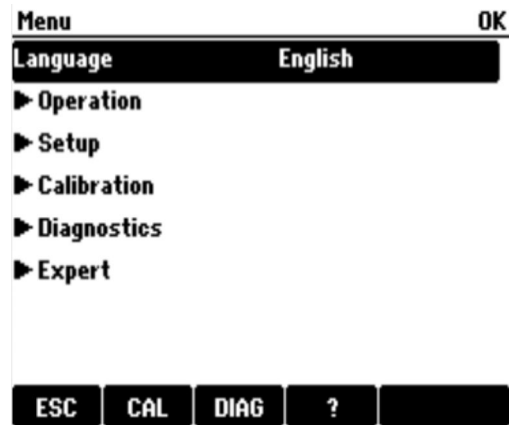 Menu OK
Language English
Operation
Setup
Calibration
Diagnostics
Expert
ESC CAL DIAG ?